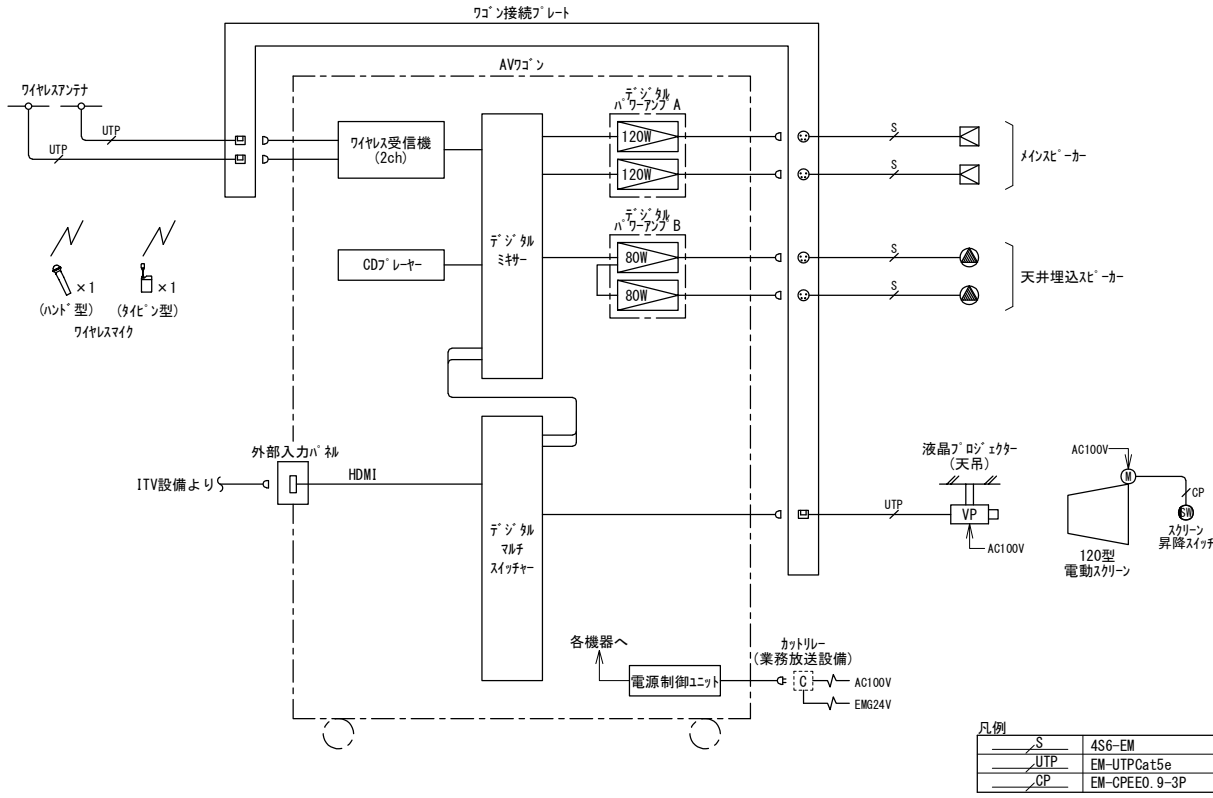 ワゴン接続プレート
AVワゴン
ワイヤレスアンテナ
UTP
UTP
ワイヤレス受信機
(2ch)
デジタル
パワーアンプA
120W
120W
S
S
メインスピーカー
デジタル
パワーアンプB
80W
80W
S
S
天井埋込スピーカー
CDプレーヤー
デジタル
ミキサー
×1
(ハンド型)
×1
(タイピン型)
ワイヤレスマイク
外部入力パネル
ITV設備より
HDMI
デジタル
マルチ
スイッチャー
UTP
液晶プロジェクター
(天吊)
VP
AC100V
AC100V
M
CP
SW
スクリーン
昇降スイッチ
120型
電動スクリーン
各機器へ
電源制御ユニット
カットリレー
(業務放送設備)
C
AC100V
EMG24V
凡例
S 4S6-EM
UTP EM-UTPCat5e
CP EM-CPEE0.9-3P